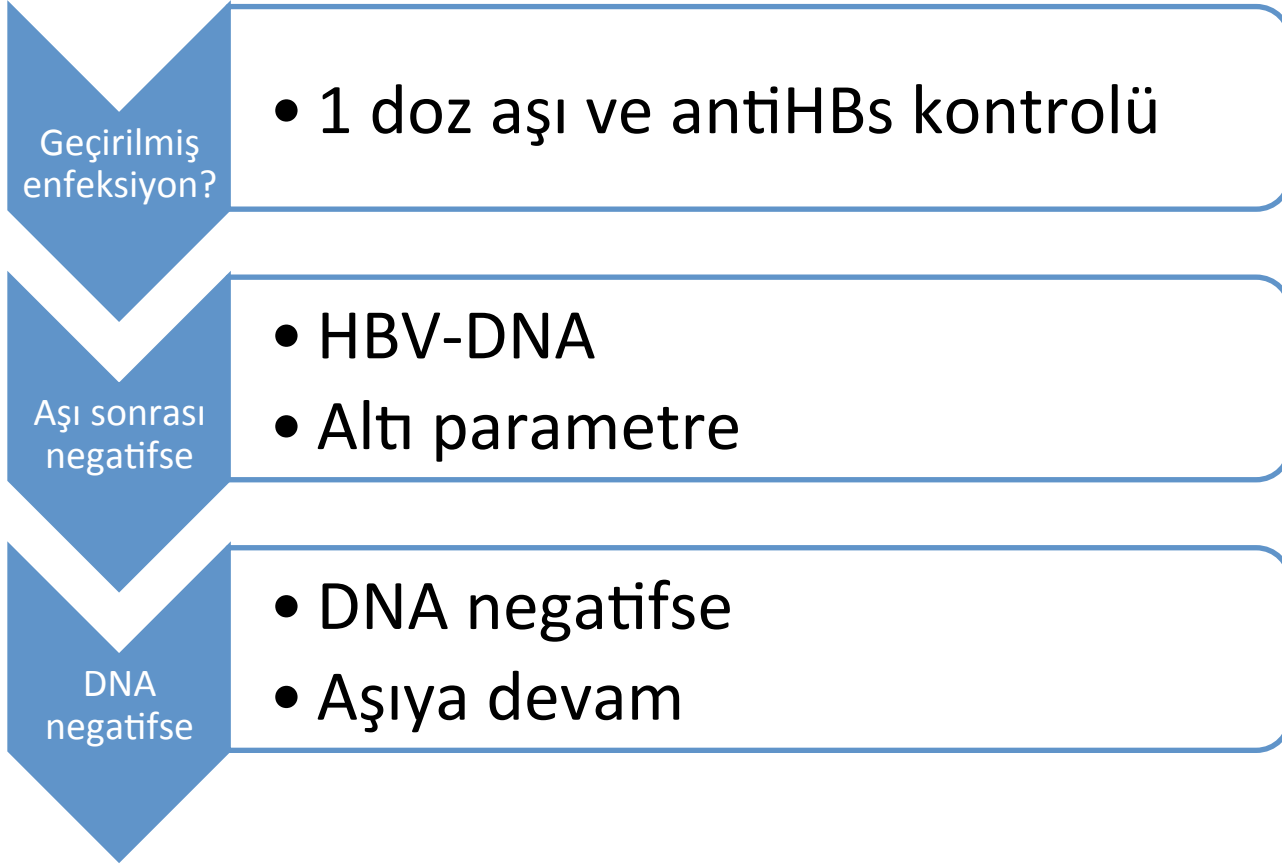 Geçirilmiş
enfeksiyon?
• 1 doz aşı ve antiHBs kontrolü
Aşı sonrası
negatifse
• HBV-DNA
• Altı parametre
DNA
negatifse
• DNA negatifse
• Aşıya devam